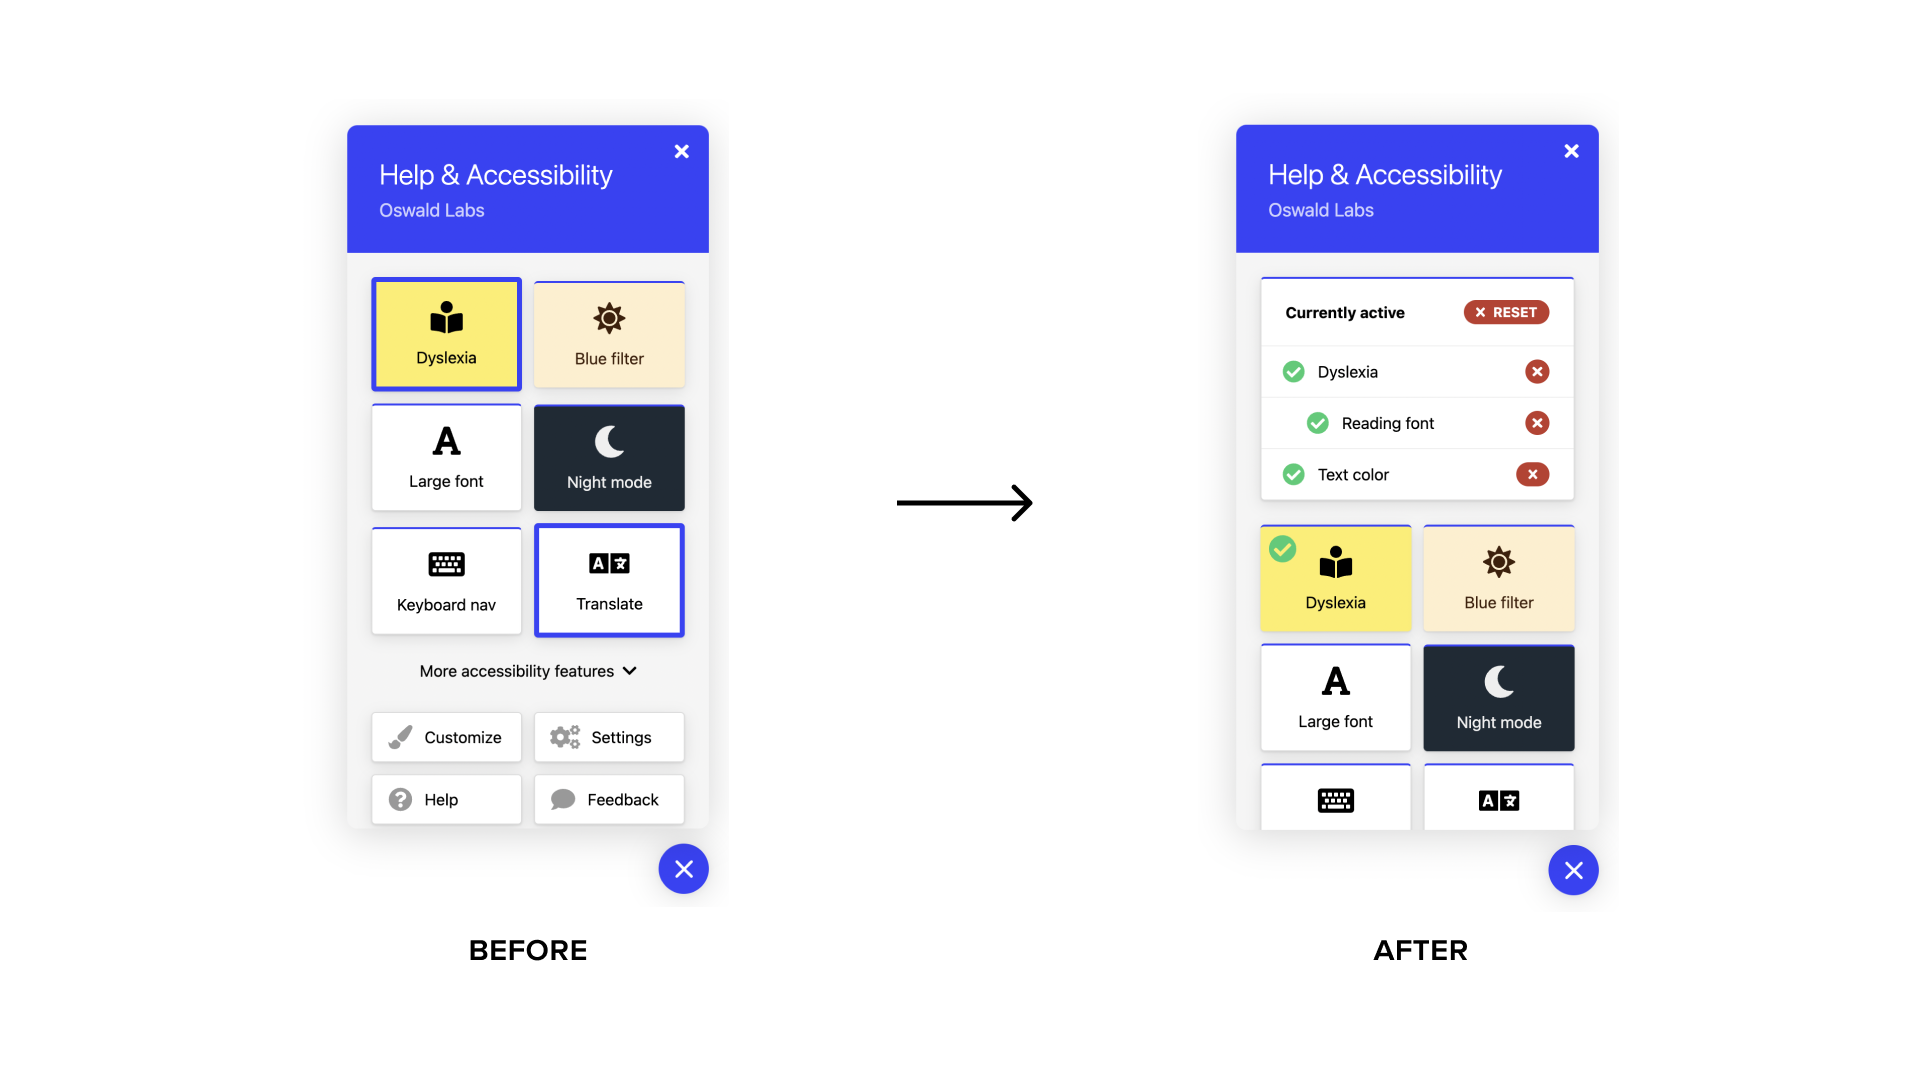 Help & Accessibility
Oswald Labs
Dyslexia
Blue filter
A
Large font
Night mode
Keyboard nav
A 文
Translate
More accessibility features
Customize
Settings
? Help
Feedback
BEFORE
Help & Accessibility
Oswald Labs
Currently active
RESET
Dyslexia
Reading font
Text color
Dyslexia
Blue filter
A
Large font
Night mode
A 文
AFTER